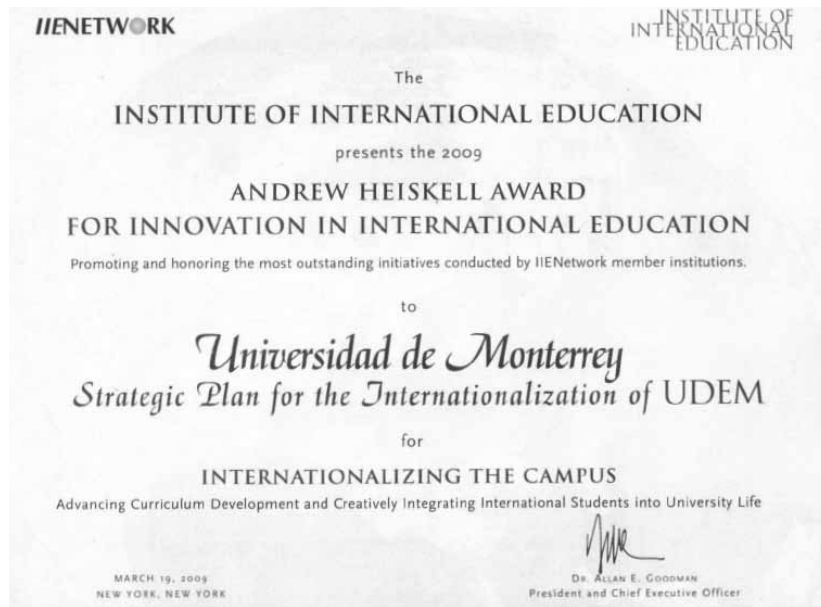 IIENETWORK
INSTITUTE OF
INTERNATIONAL
EDUCATION
The
INSTITUTE OF INTERNATIONAL EDUCATION
presents the 2009
ANDREW HEISKELL AWARD
FOR INNOVATION IN INTERNATIONAL EDUCATION
Promoting and honoring the most outstanding initiatives conducted by IIENetwork member institutions.
to
Universidad de Monterrey
Strategic Plan for the Internationalization of UDEM
for
INTERNATIONALIZING THE CAMPUS
Advancing Curriculum Development and Creatively Integrating International Students into University Life
MARCH 19, 2009
NEW YORK, NEW YORK
DR. ALLAN E. GOODMAN
President and Chief Executive Officer